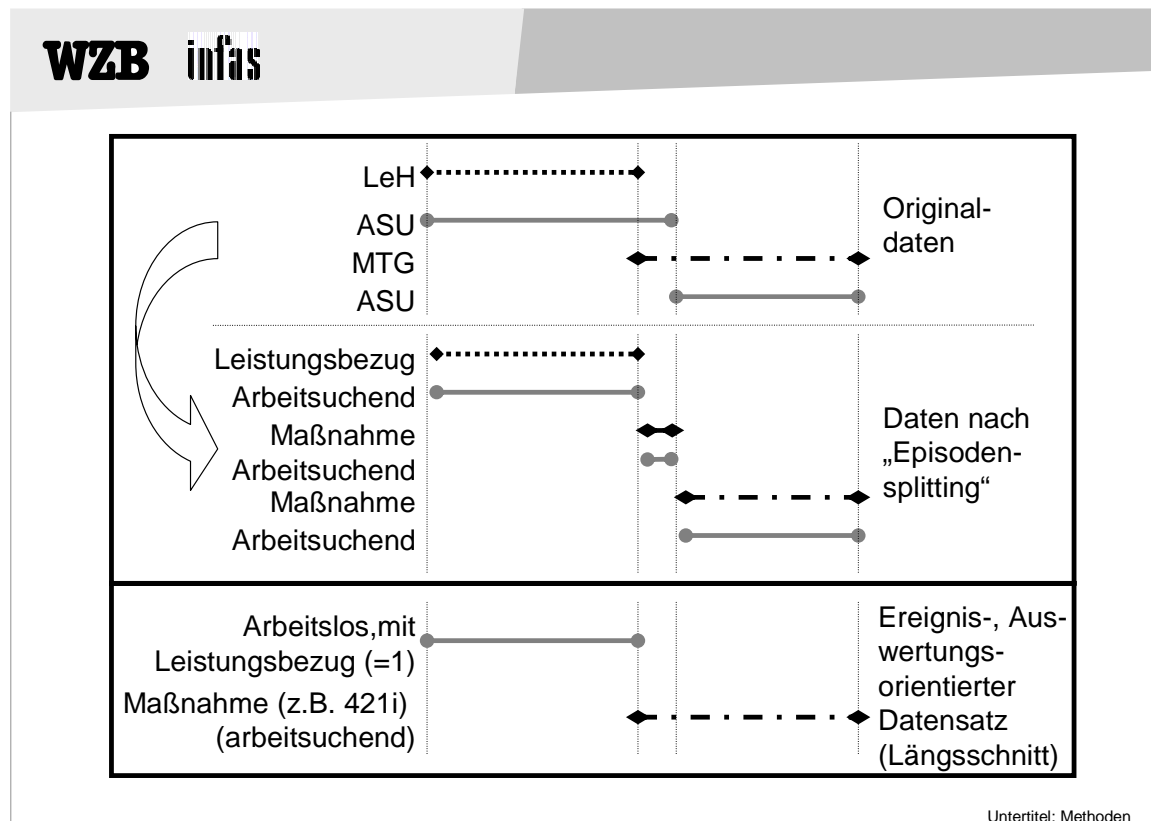 WZB infas
LeH
ASU
MTG
ASU
Original-
daten
Leistungsbezug
Arbeitsuchend
Maßnahme
Arbeitsuchend
Maßnahme
Arbeitsuchend
Daten nach
„Episoden-
splitting“
Arbeitslos,mit
Leistungsbezug (=1)
Maßnahme (z.B. 421i)
(arbeitsuchend)
Ereignis-, Aus-
wertungs-
orientierter
Datensatz
(Längsschnitt)
Untertitel: Methoden